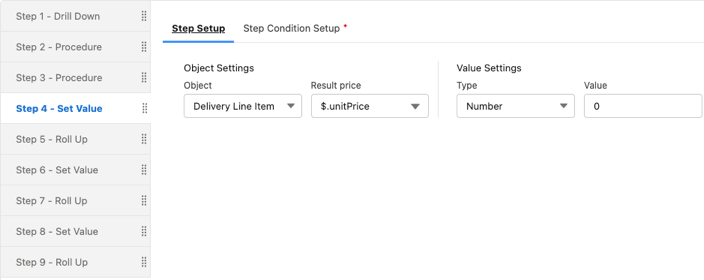 Step 1 - Drill Down
Step 2 - Procedure
Step 3 - Procedure
Step 4 - Set Value
Step 5 - Roll Up
Step 6 - Set Value
Step 7 - Roll Up
Step 8 - Set Value
Step 9 - Roll Up
Step Setup Step Condition Setup *
Object Settings Value Settings
Object Result price Type Value
Delivery Line Item $.unitPrice Number 0